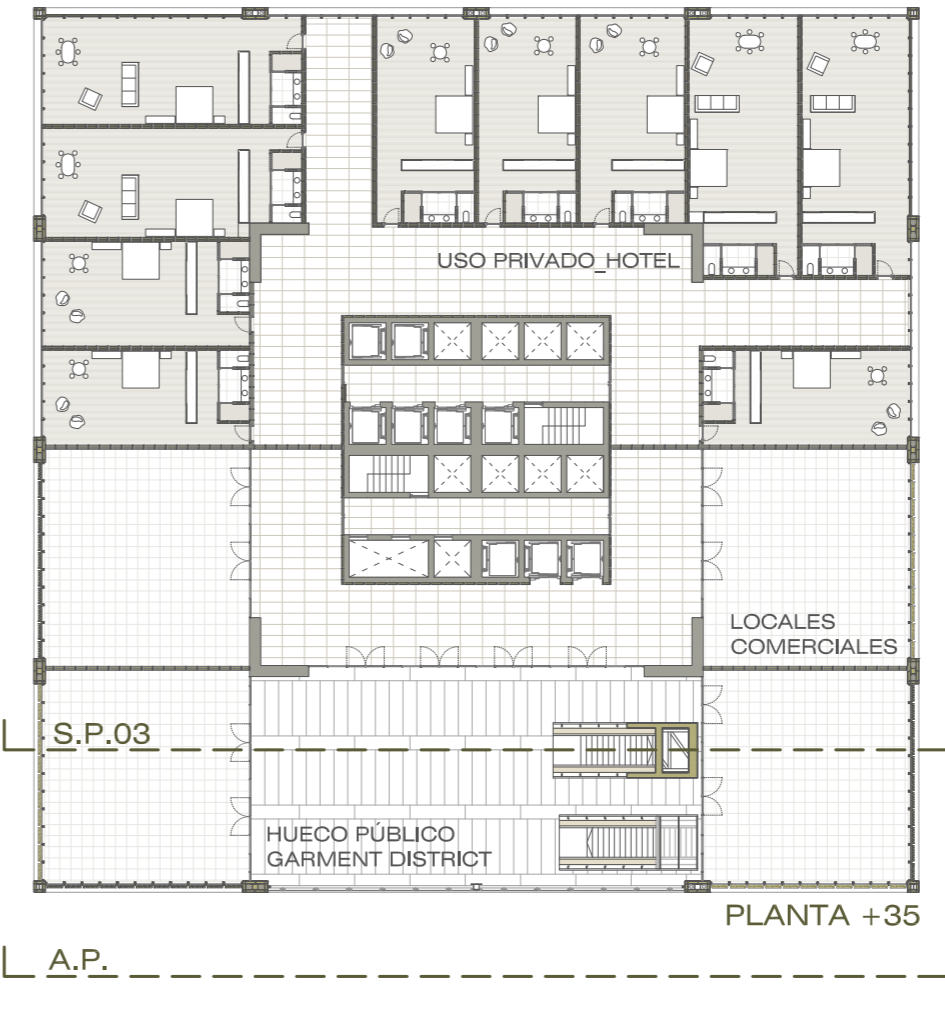 USO PRIVADO_HOTEL
LOCALES
COMERCIALES
S.P.03
HUECO PÚBLICO
GARMENT DISTRICT
PLANTA +35
A.P.